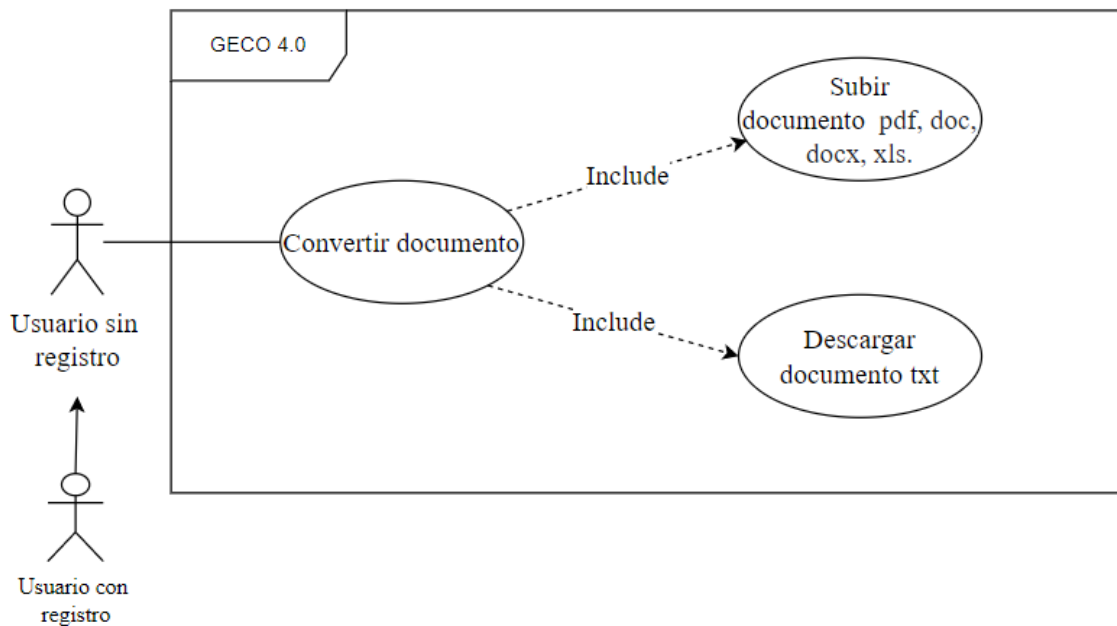 GECO 4.0
Subir
documento pdf, doc,
docx, xls.
Include
Convertir documento
Usuario sin
registro
Include
Descargar
documento txt
Usuario con
registro